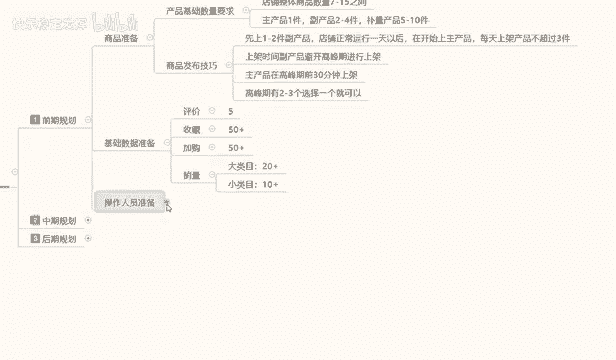 店铺整体商品数量7-15之间
产品基础数量要求
主产品1件，副产品2-4件，补量产品5-10件
商品准备
先上1-2件副产品，店铺正常运行一天以后，在开始上主产品，每天上架产品不超过3件
上架时间副产品避开高峰期进行上架
商品发布技巧
主产品在高峰期前30分钟上架
高峰期有2-3个选择一个就可以
1 前期规划
评价 5
收藏 50+
基础数据准备
加购 50+
大类目：20+
销量
小类目：10+
操作人员准备
中期规划
后期规划
bilibili